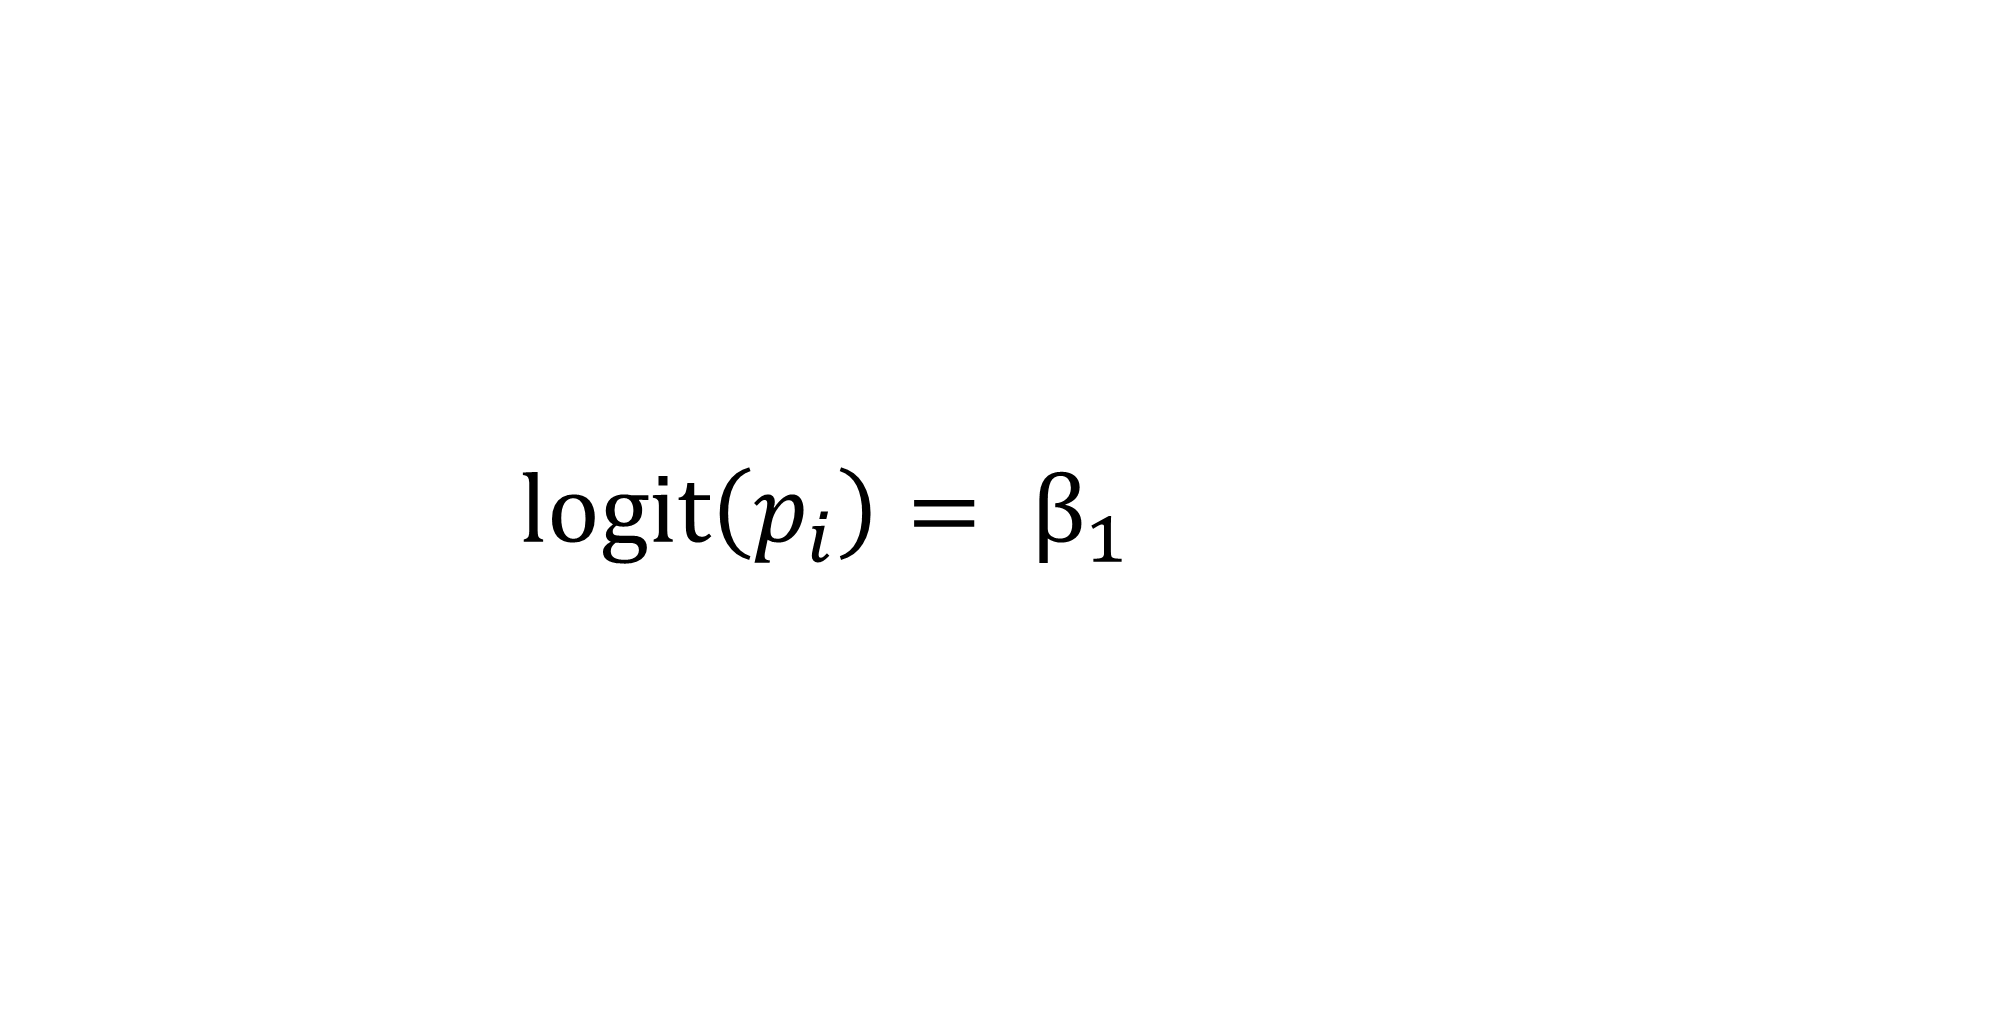 logit(pᵢ) = β₁